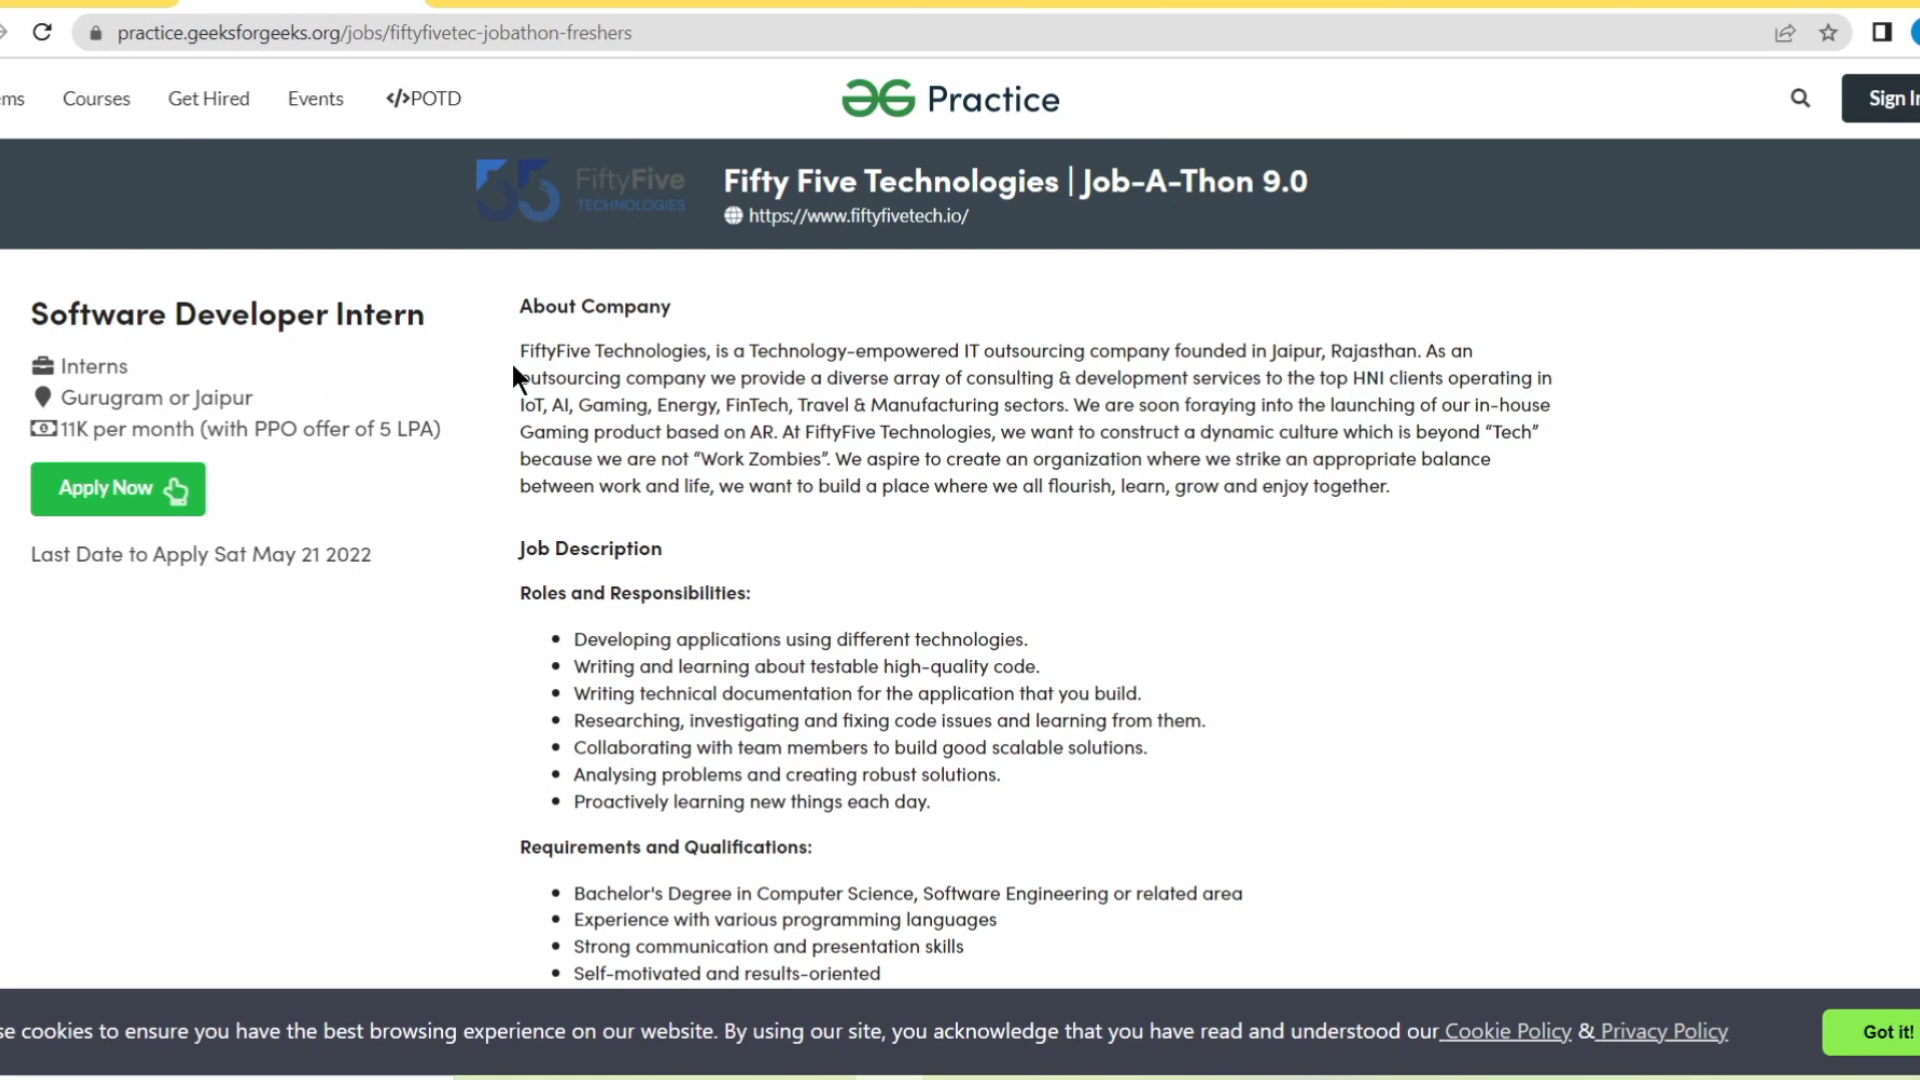 practice.geeksforgeeks.org/jobs/fiftyfivetec-jobathon-freshers
ems Courses Get Hired Events </>POTD
Practice
Sign In
FiftyFive
TECHNOLOGIES
Fifty Five Technologies | Job-A-Thon 9.0
https://www.fiftyfivetech.io/
Software Developer Intern
Interns
Gurugram or Jaipur
11K per month (with PPO offer of 5 LPA)
Apply Now
Last Date to Apply Sat May 21 2022
About Company
FiftyFive Technologies, is a Technology-empowered IT outsourcing company founded in Jaipur, Rajasthan. As an
outsourcing company we provide a diverse array of consulting & development services to the top HNI clients operating in
IoT, AI, Gaming, Energy, FinTech, Travel & Manufacturing sectors. We are soon foraying into the launching of our in-house
Gaming product based on AR. At FiftyFive Technologies, we want to construct a dynamic culture which is beyond “Tech”
because we are not “Work Zombies”. We aspire to create an organization where we strike an appropriate balance
between work and life, we want to build a place where we all flourish, learn, grow and enjoy together.
Job Description
Roles and Responsibilities:
Developing applications using different technologies.
Writing and learning about testable high-quality code.
Writing technical documentation for the application that you build.
Researching, investigating and fixing code issues and learning from them.
Collaborating with team members to build good scalable solutions.
Analysing problems and creating robust solutions.
Proactively learning new things each day.
Requirements and Qualifications:
Bachelor's Degree in Computer Science, Software Engineering or related area
Experience with various programming languages
Strong communication and presentation skills
Self-motivated and results-oriented
se cookies to ensure you have the best browsing experience on our website. By using our site, you acknowledge that you have read and understood our Cookie Policy & Privacy Policy
Got it!